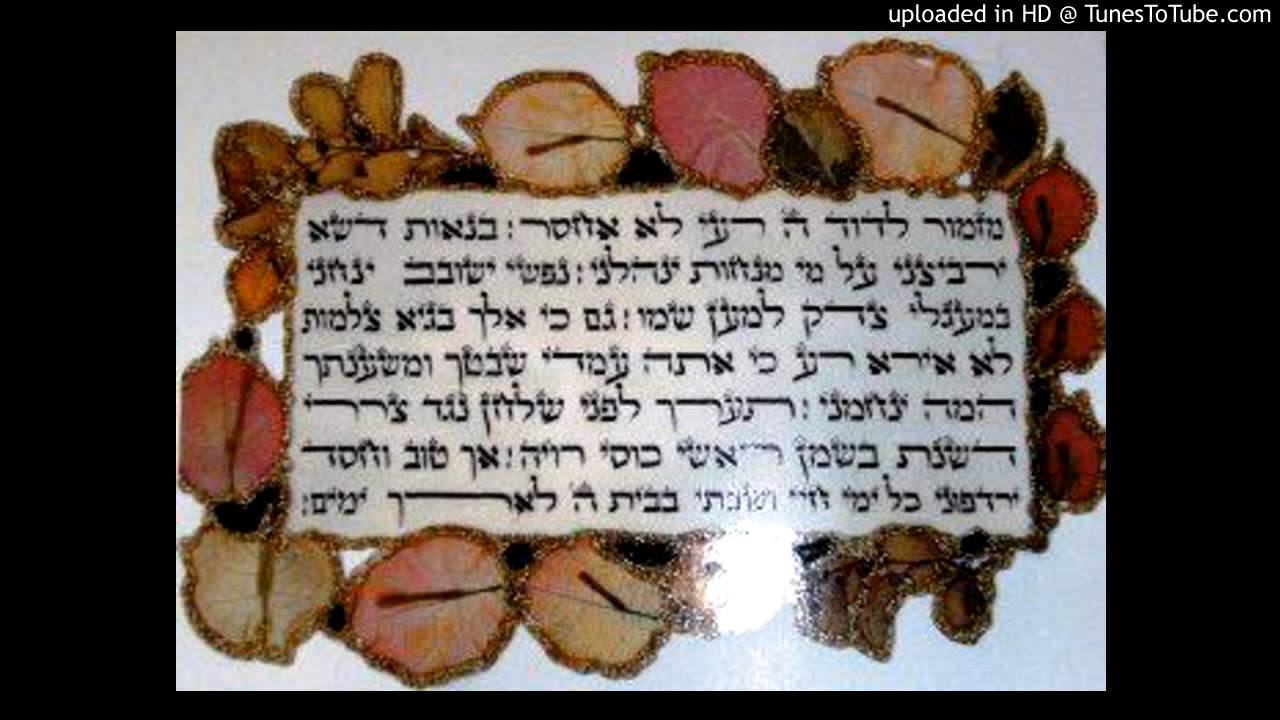 uploaded in HD @ TunesToTube.com
מזמור לדוד ה' רעי לא אחסר: בנאות דשא
ירביצני על מי מנחות ינהלני: נפשי ישובב ינחני
במעגלי צדק למען שמו: גם כי אלך בגיא צלמות
לא אירא רע כי אתה עמדי שבטך ומשענתך
המה ינחמני: תערך לפני שלחן נגד צררי
דשנת בשמן ראשי כוסי רויה: אך טוב וחסד
ירדפוני כל ימי חיי ושבתי בבית ה' לארך ימים: